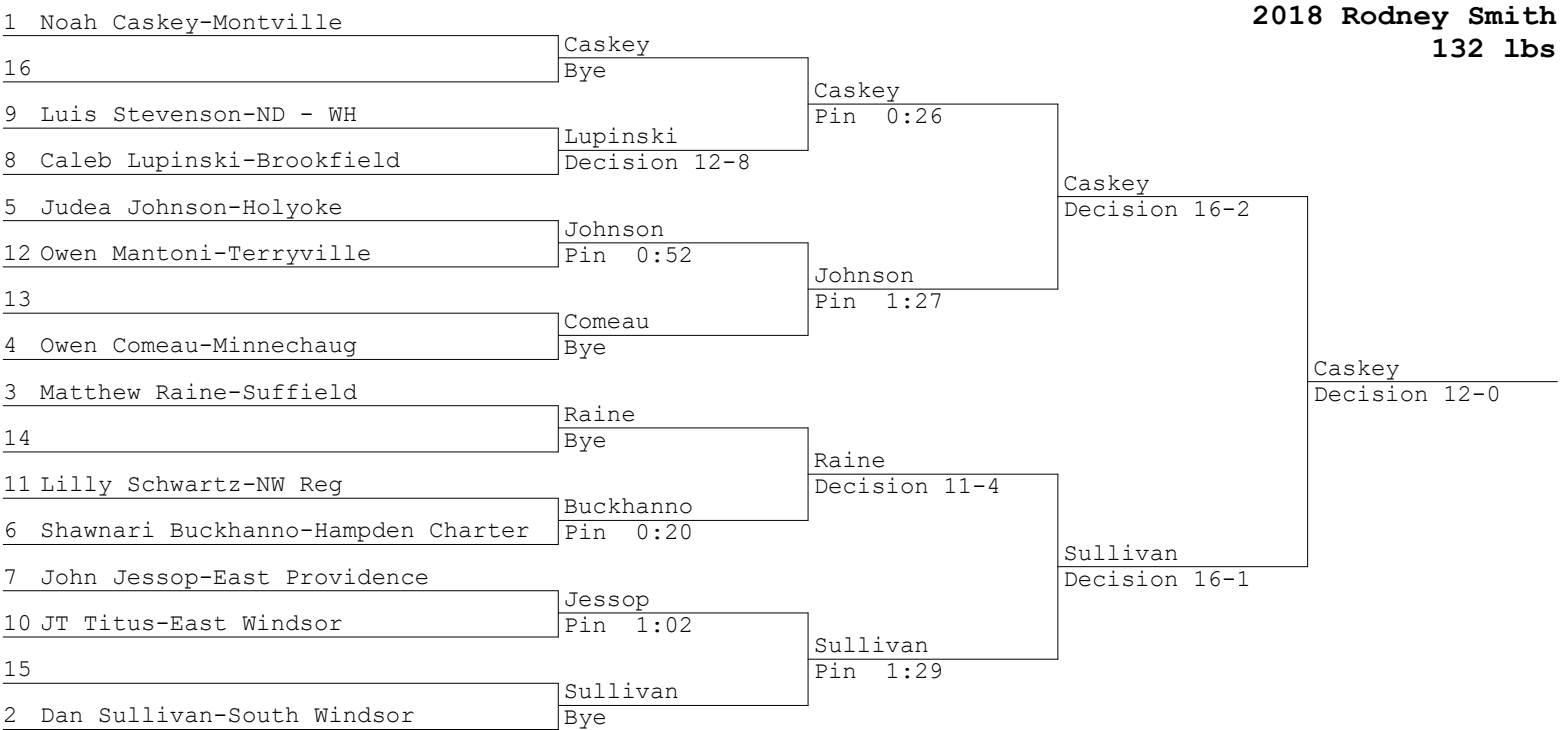 2018 Rodney Smith
132 lbs
1 Noah Caskey-Montville
16
9 Luis Stevenson-ND - WH
8 Caleb Lupinski-Brookfield
5 Judea Johnson-Holyoke
12 Owen Mantoni-Terryville
13
4 Owen Comeau-Minnechaug
3 Matthew Raine-Suffield
14
11 Lilly Schwartz-NW Reg
6 Shawnari Buckhanno-Hampden Charter
7 John Jessop-East Providence
10 JT Titus-East Windsor
15
2 Dan Sullivan-South Windsor
Caskey
Bye
Lupinski
Decision 12-8
Johnson
Pin 0:52
Comeau
Bye
Raine
Bye
Buckhanno
Pin 0:20
Jessop
Pin 1:02
Sullivan
Bye
Caskey
Pin 0:26
Johnson
Pin 1:27
Raine
Decision 11-4
Sullivan
Pin 1:29
Caskey
Decision 16-2
Sullivan
Decision 16-1
Caskey
Decision 12-0